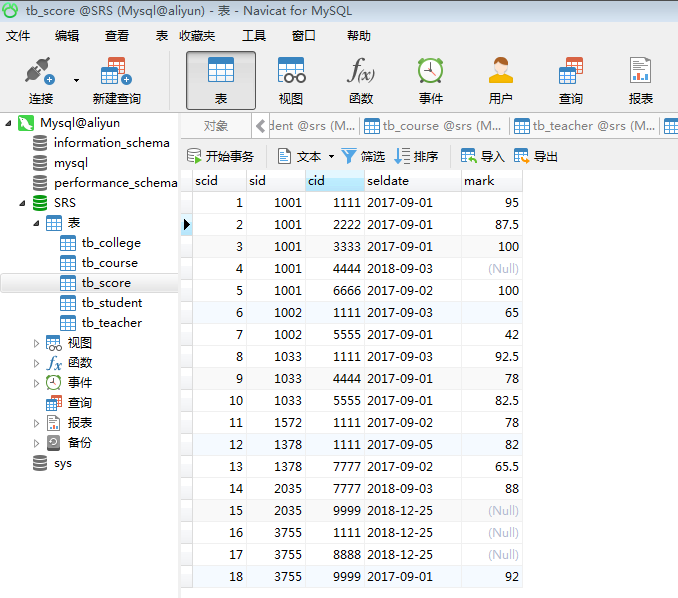 tb_score @SRS (Mysql@aliyun) - 表 - Navicat for MySQL
文件 编辑 查看 表 收藏夹 工具 窗口 帮助
连接 新建查询 表 视图 函数 事件 用户 查询 报表
Mysql@aliyun
information_schema
mysql
performance_schema
SRS
表
tb_college
tb_course
tb_score
tb_student
tb_teacher
视图
函数
事件
查询
报表
备份
sys
对象 dent @srs (M... tb_course @srs (M... tb_teacher @srs (M...
开始事务 文本 筛选 排序 导入 导出
scid sid cid seldate mark
1 1001 1111 2017-09-01 95
2 1001 2222 2017-09-01 87.5
3 1001 3333 2017-09-01 100
4 1001 4444 2018-09-03 (Null)
5 1001 6666 2017-09-02 100
6 1002 1111 2017-09-03 65
7 1002 5555 2017-09-01 42
8 1033 1111 2017-09-03 92.5
9 1033 4444 2017-09-01 78
10 1033 5555 2017-09-01 82.5
11 1572 1111 2017-09-02 78
12 1378 1111 2017-09-05 82
13 1378 7777 2017-09-02 65.5
14 2035 7777 2018-09-03 88
15 2035 9999 2018-12-25 (Null)
16 3755 1111 2018-12-25 (Null)
17 3755 8888 2018-12-25 (Null)
18 3755 9999 2017-09-01 92